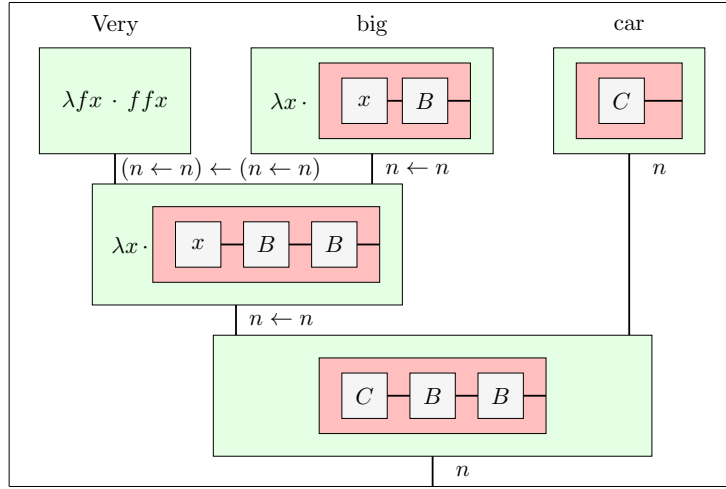 Very big car
λfx · ffx λx · x B C
(n ← n) ← (n ← n) n ← n n
λx · x B B
n ← n
C B B
n